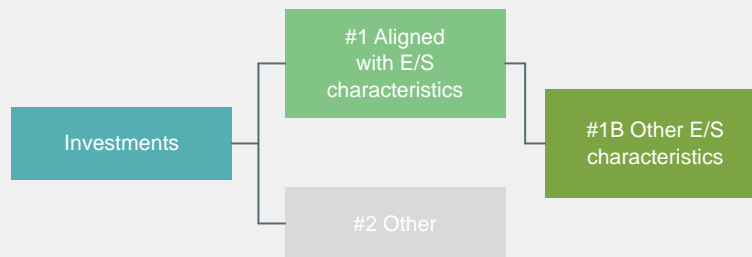 #1 Aligned
with E/S
characteristics
Investments
#1B Other E/S
characteristics
#2 Other